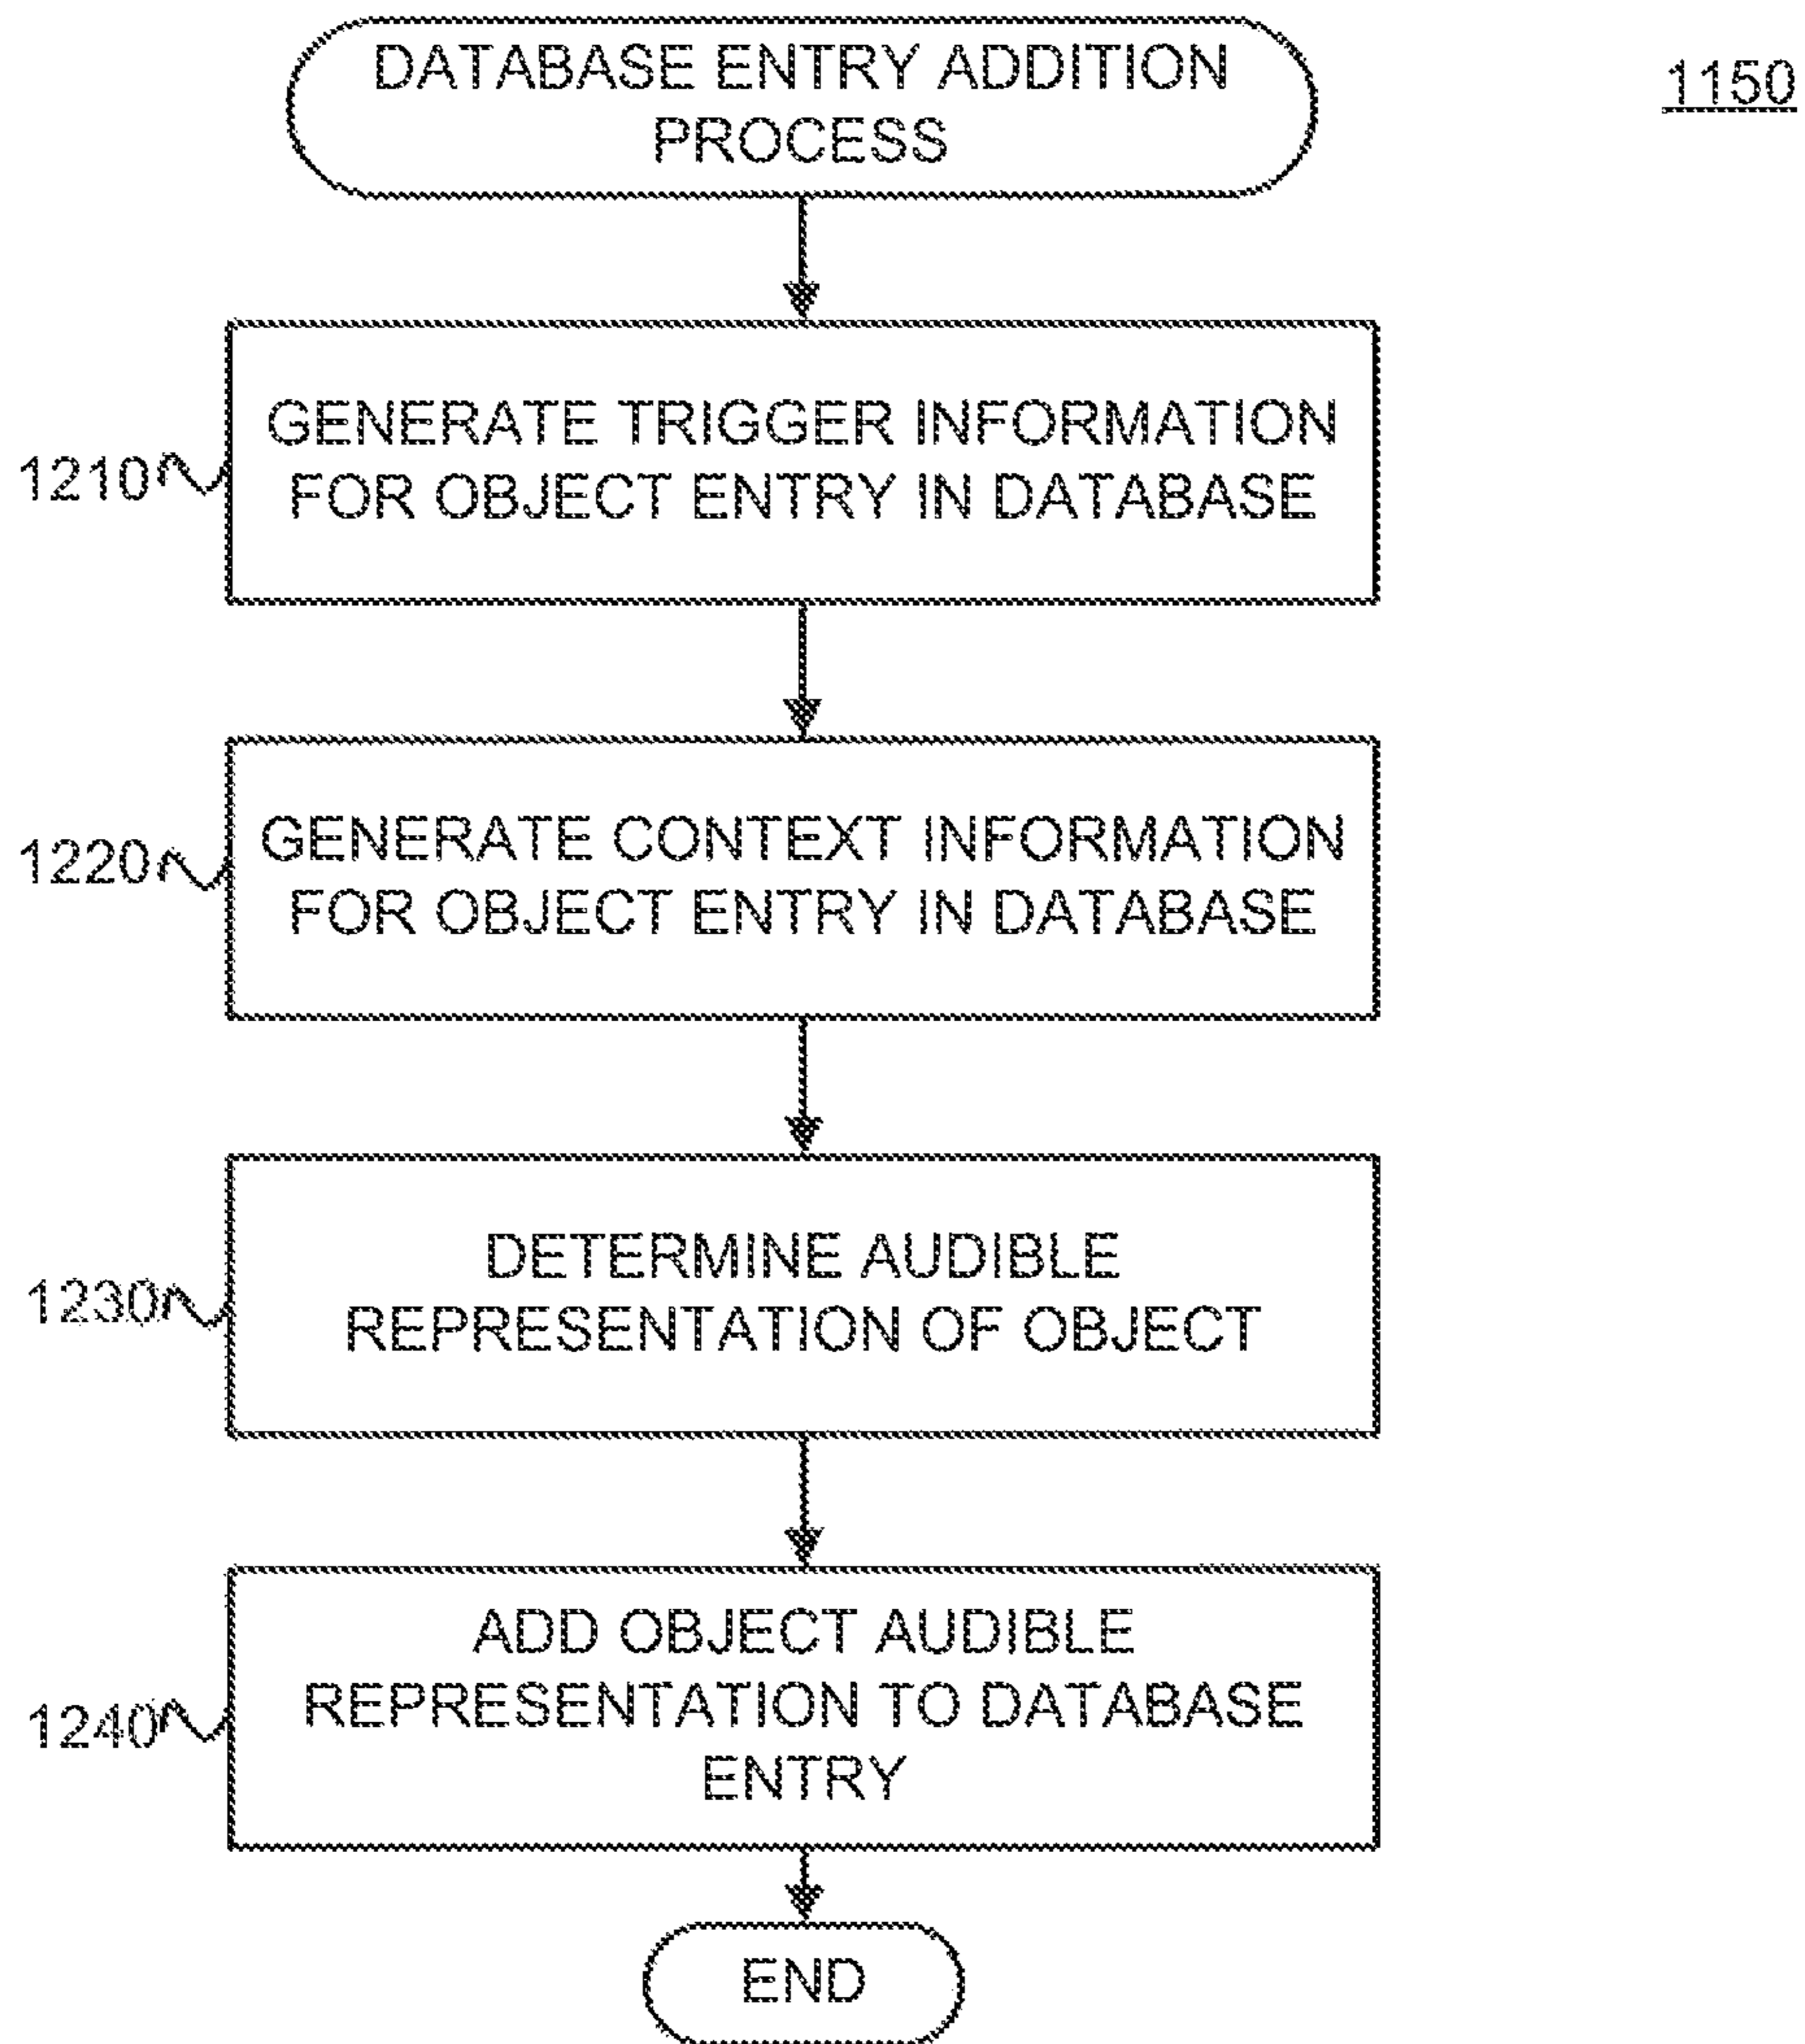 DATABASE ENTRY ADDITION
PROCESS
1150
GENERATE TRIGGER INFORMATION
FOR OBJECT ENTRY IN DATABASE
1210
GENERATE CONTEXT INFORMATION
FOR OBJECT ENTRY IN DATABASE
1220
DETERMINE AUDIBLE
REPRESENTATION OF OBJECT
1230
ADD OBJECT AUDIBLE
REPRESENTATION TO DATABASE
ENTRY
1240
END